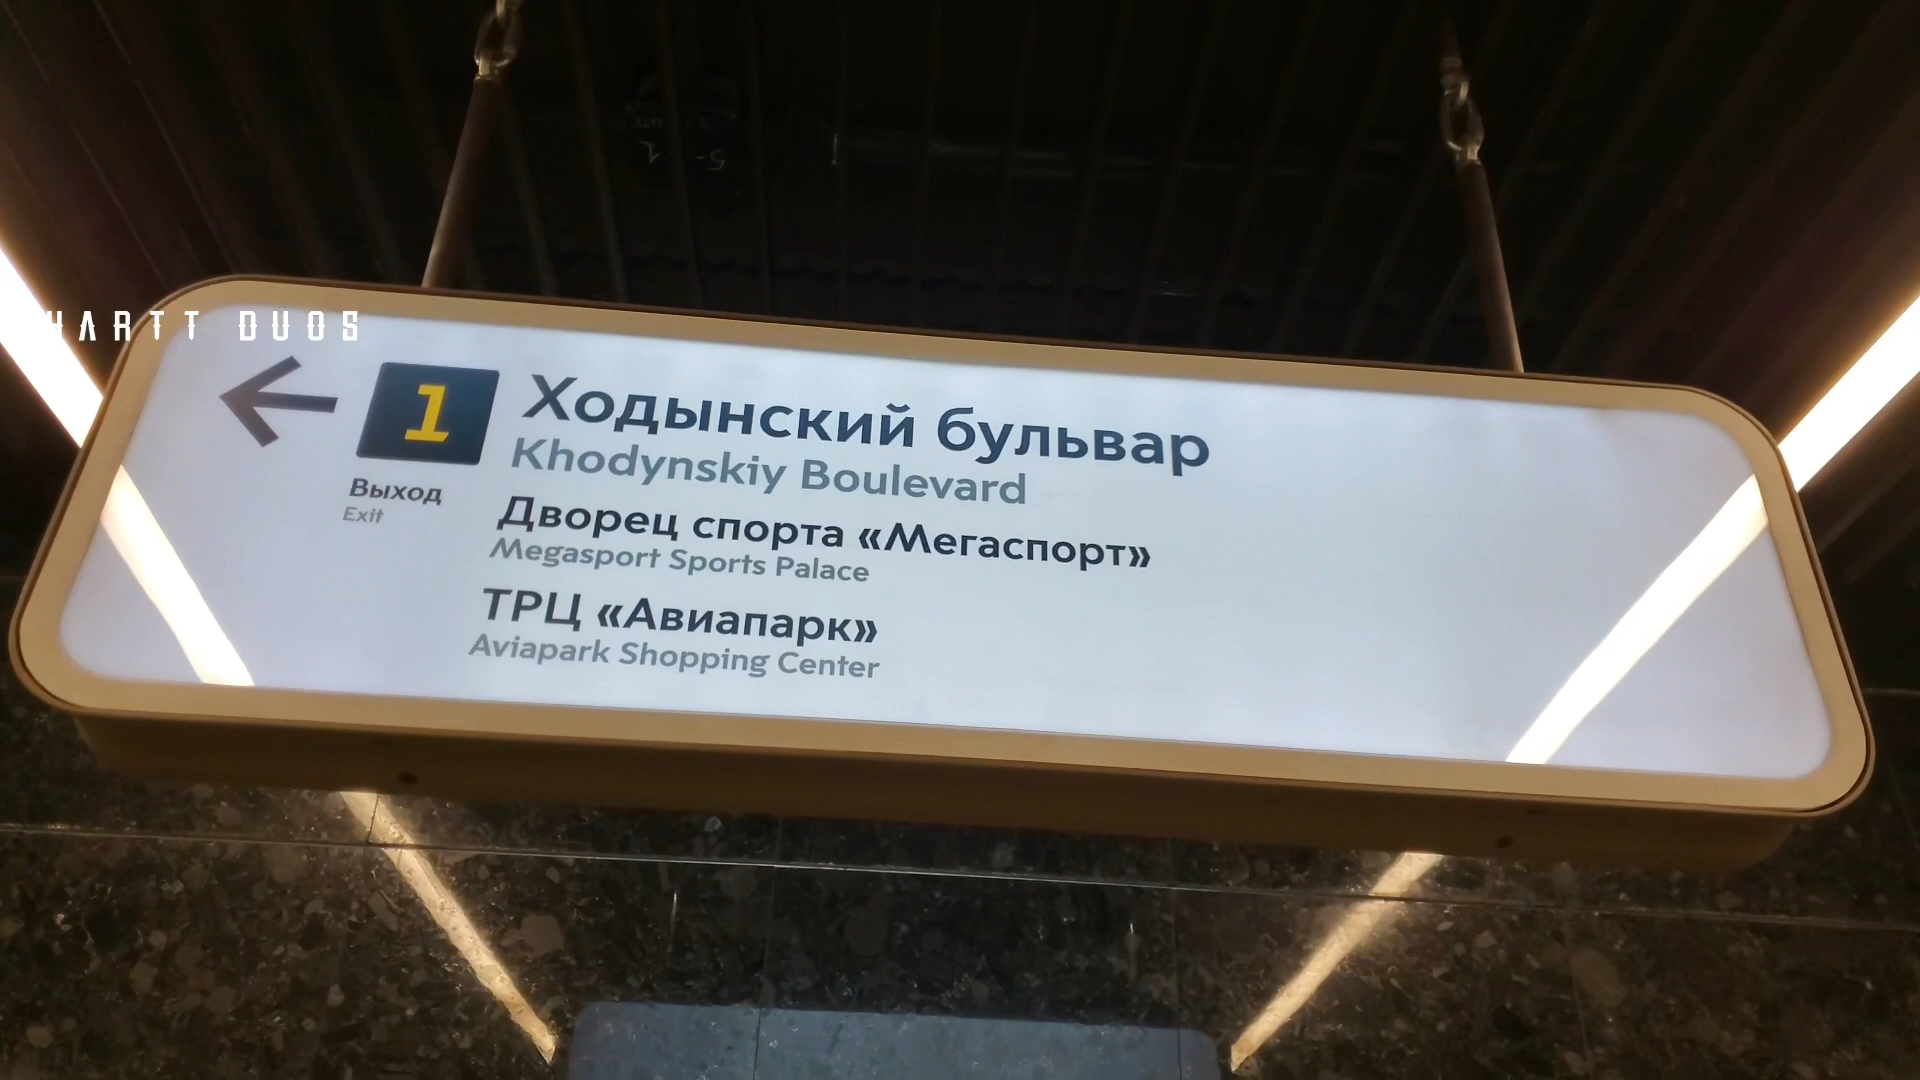 HARTT DUOS
1
Ходынский бульвар
Khodynskiy Boulevard
Выход
Exit
Дворец спорта «Мегаспорт»
Megasport Sports Palace
ТРЦ «Авиапарк»
Aviapark Shopping Center